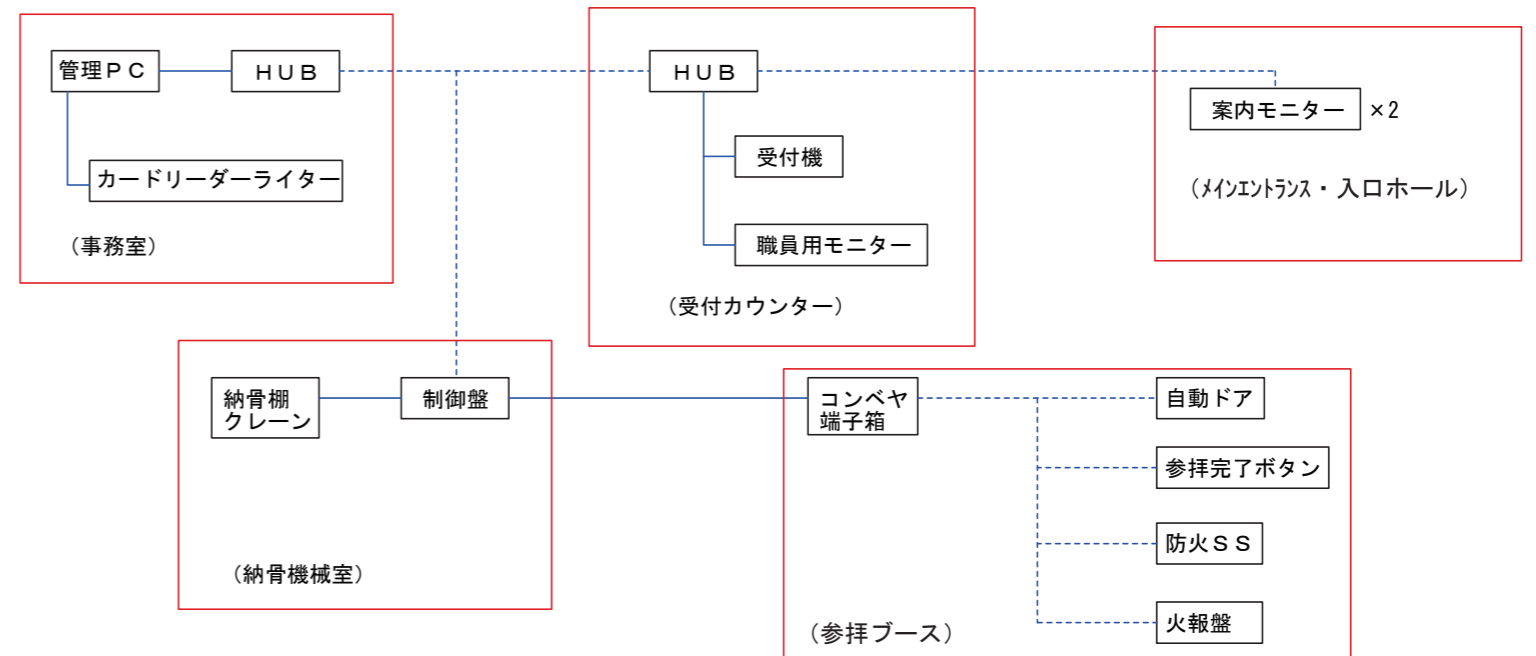 管理ＰＣ
ＨＵＢ
カードリーダーライター
（事務室）
ＨＵＢ
受付機
職員用モニター
（受付カウンター）
案内モニター ×2
（ﾒｲﾝｴﾝﾄﾗﾝｽ・入口ホール）
納骨棚
クレーン
制御盤
（納骨機械室）
コンベヤ
端子箱
自動ドア
参拝完了ボタン
防火ＳＳ
火報盤
（参拝ブース）